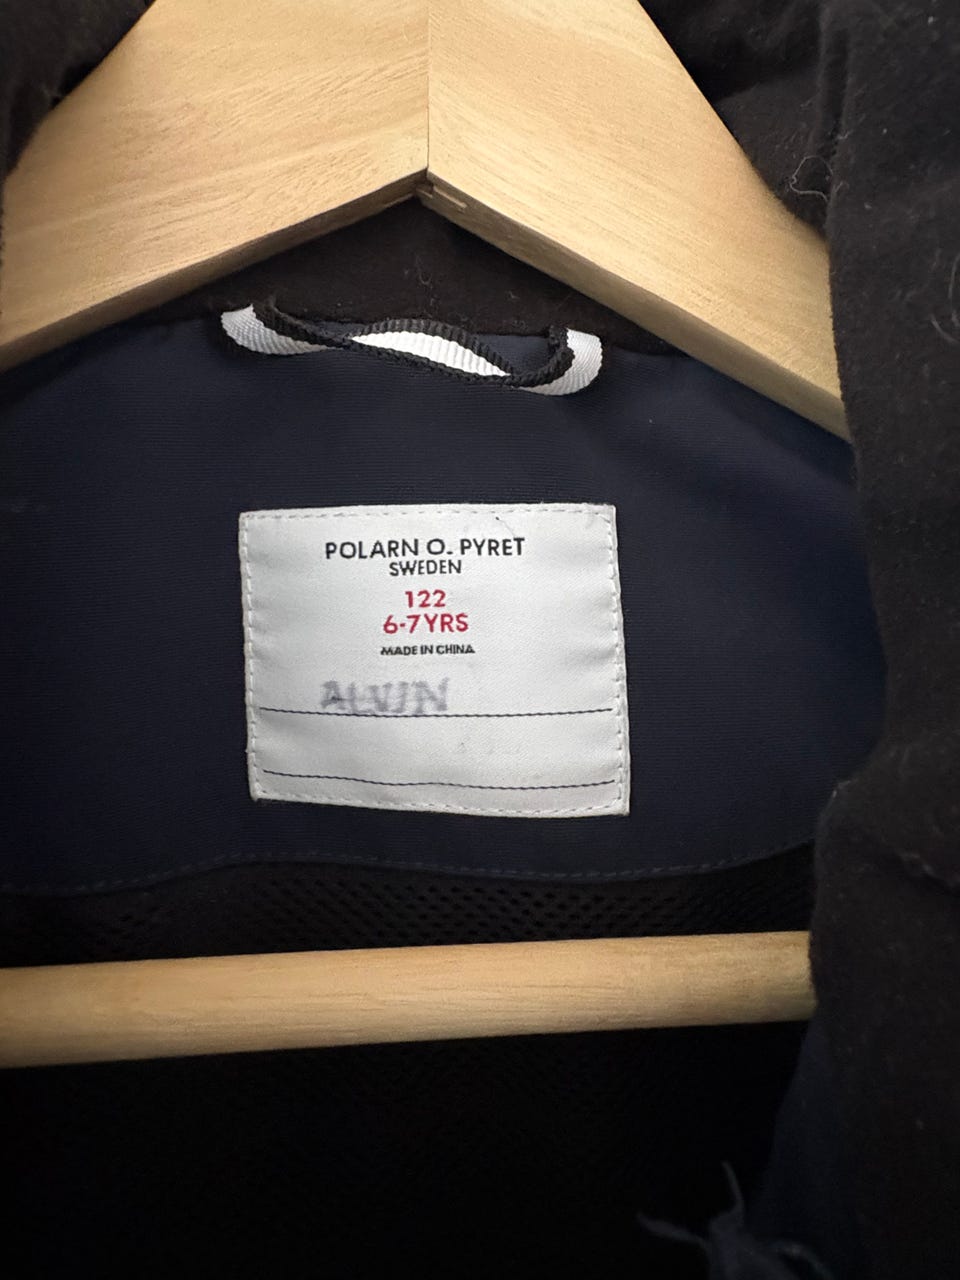 POLARN O. PYRET
SWEDEN
122
6-7YRS
MADE IN CHINA
ALVIN